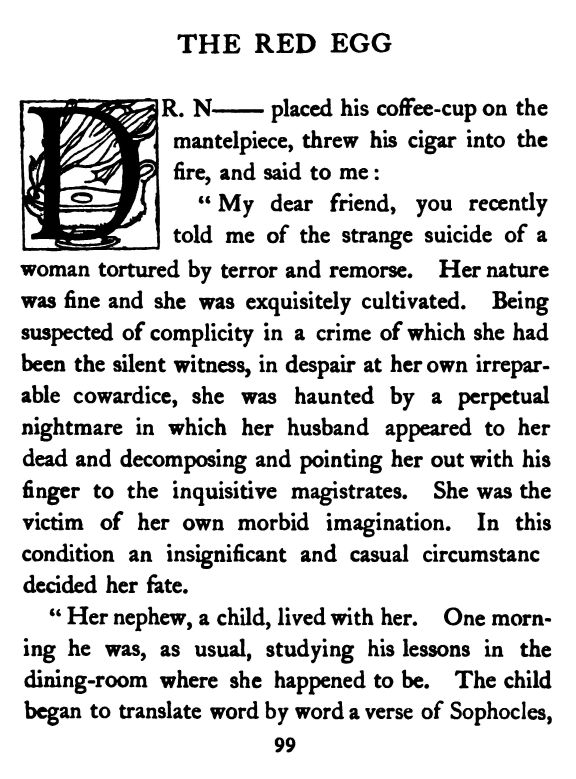 THE RED EGG
DR. N—— placed his coffee-cup on the
mantelpiece, threw his cigar into the
fire, and said to me :
“ My dear friend, you recently
told me of the strange suicide of a
woman tortured by terror and remorse. Her nature
was fine and she was exquisitely cultivated. Being
suspected of complicity in a crime of which she had
been the silent witness, in despair at her own irrepar-
able cowardice, she was haunted by a perpetual
nightmare in which her husband appeared to her
dead and decomposing and pointing her out with his
finger to the inquisitive magistrates. She was the
victim of her own morbid imagination. In this
condition an insignificant and casual circumstanc
decided her fate.
“ Her nephew, a child, lived with her. One morn-
ing he was, as usual, studying his lessons in the
dining-room where she happened to be. The child
began to translate word by word a verse of Sophocles,
99